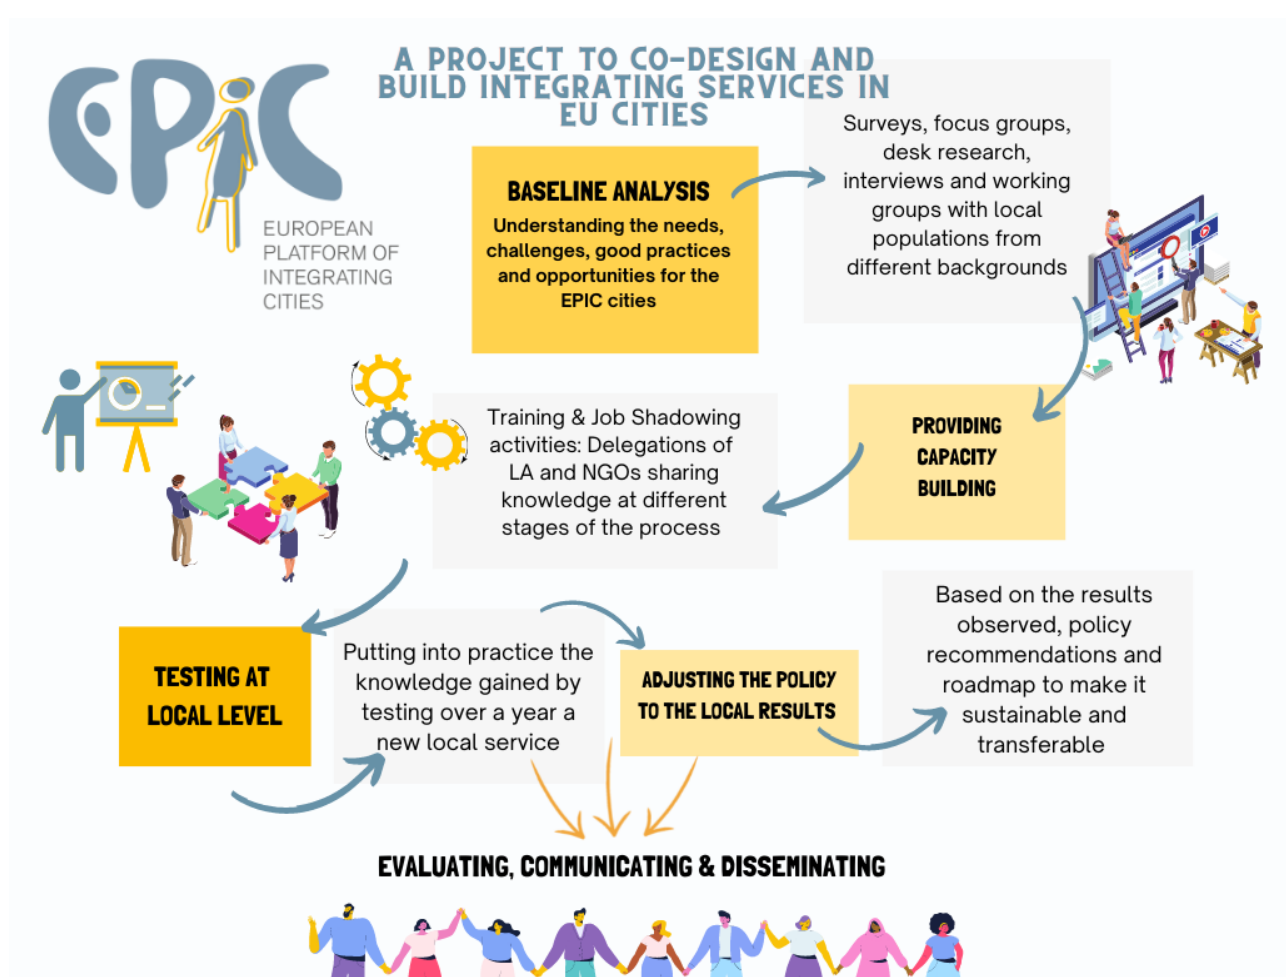 EPIC
EUROPEAN
PLATFORM OF
INTEGRATING
CITIES
A PROJECT TO CO-DESIGN AND
BUILD INTEGRATING SERVICES IN
EU CITIES
BASELINE ANALYSIS
Understanding the needs,
challenges, good practices
and opportunities for the
EPIC cities
Surveys, focus groups,
desk research,
interviews and working
groups with local
populations from
different backgrounds
PROVIDING
CAPACITY
BUILDING
Training & Job Shadowing
activities: Delegations of
LA and NGOs sharing
knowledge at different
stages of the process
TESTING AT
LOCAL LEVEL
Putting into practice the
knowledge gained by
testing over a year a
new local service
ADJUSTING THE POLICY
TO THE LOCAL RESULTS
Based on the results
observed, policy
recommendations and
roadmap to make it
sustainable and
transferable
EVALUATING, COMMUNICATING & DISSEMINATING